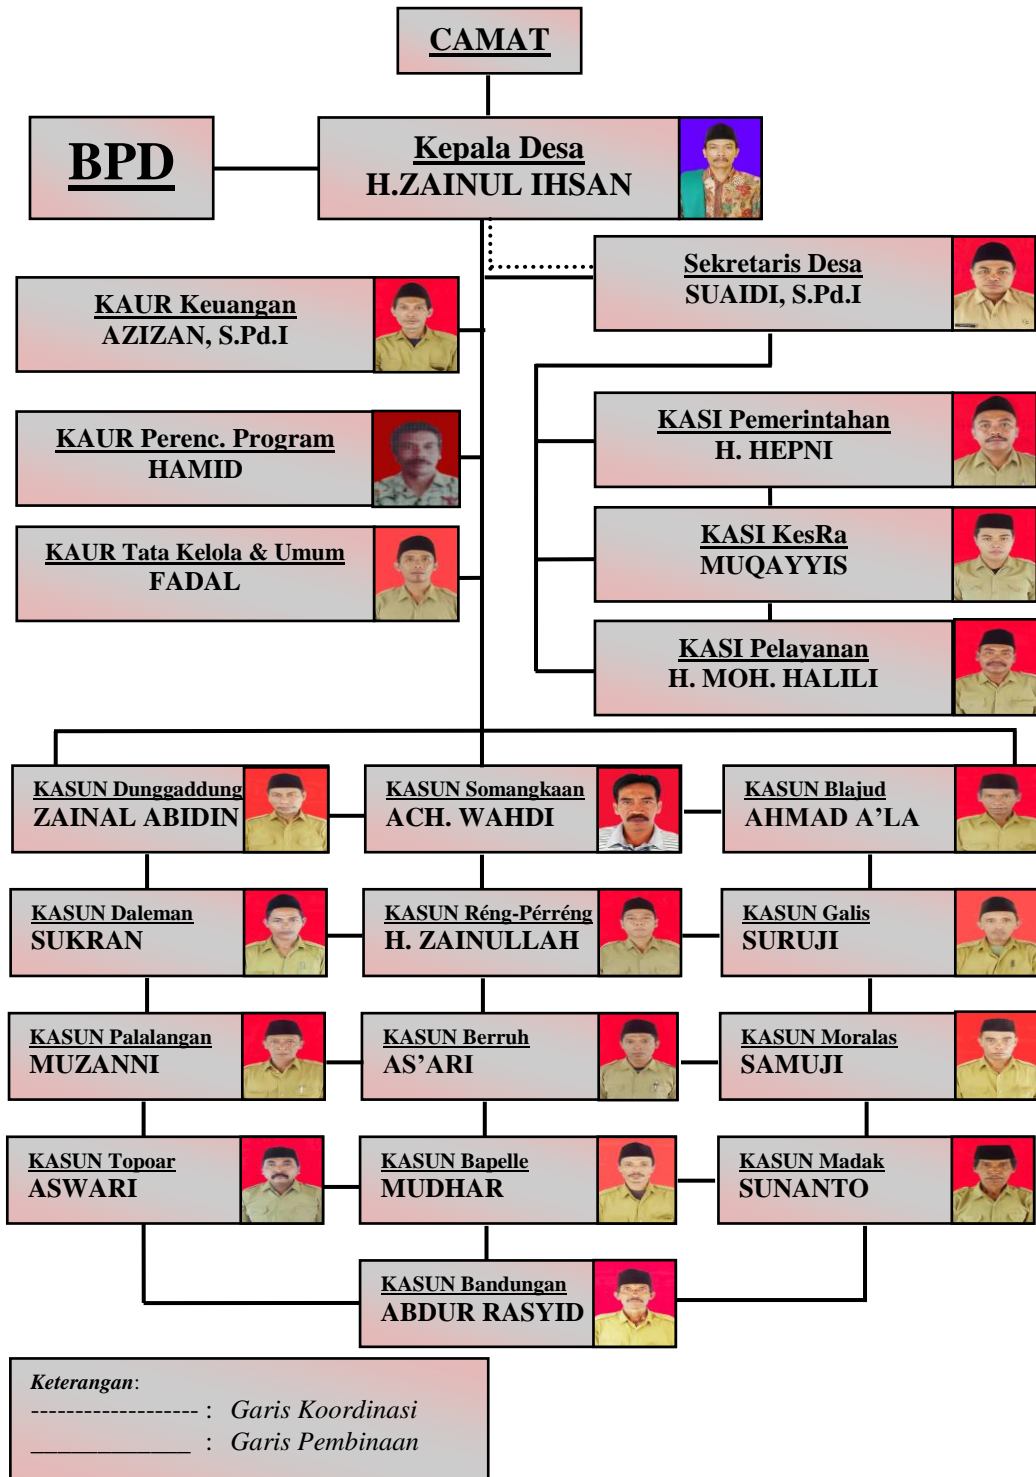 CAMAT
BPD
Kepala Desa
H.ZAINUL IHSAN
Sekretaris Desa
SUAIDI, S.Pd.I
KAUR Keuangan
AZIZAN, S.Pd.I
KAUR Perenc. Program
HAMID
KAUR Tata Kelola & Umum
FADAL
KASI Pemerintahan
H. HEPNI
KASI KesRa
MUQAYYIS
KASI Pelayanan
H. MOH. HALILI
KASUN Dunggaddung
ZAINAL ABIDIN
KASUN Somangkaan
ACH. WAHDI
KASUN Blajud
AHMAD A’LA
KASUN Daleman
SUKRAN
KASUN Réng-Pérréng
H. ZAINULLAH
KASUN Galis
SURUJI
KASUN Palalangan
MUZANNI
KASUN Berruh
AS’ARI
KASUN Moralas
SAMUJI
KASUN Topoar
ASWARI
KASUN Bapelle
MUDHAR
KASUN Madak
SUNANTO
KASUN Bandungan
ABDUR RASYID
Keterangan:
------------------- : Garis Koordinasi
_____________ : Garis Pembinaan